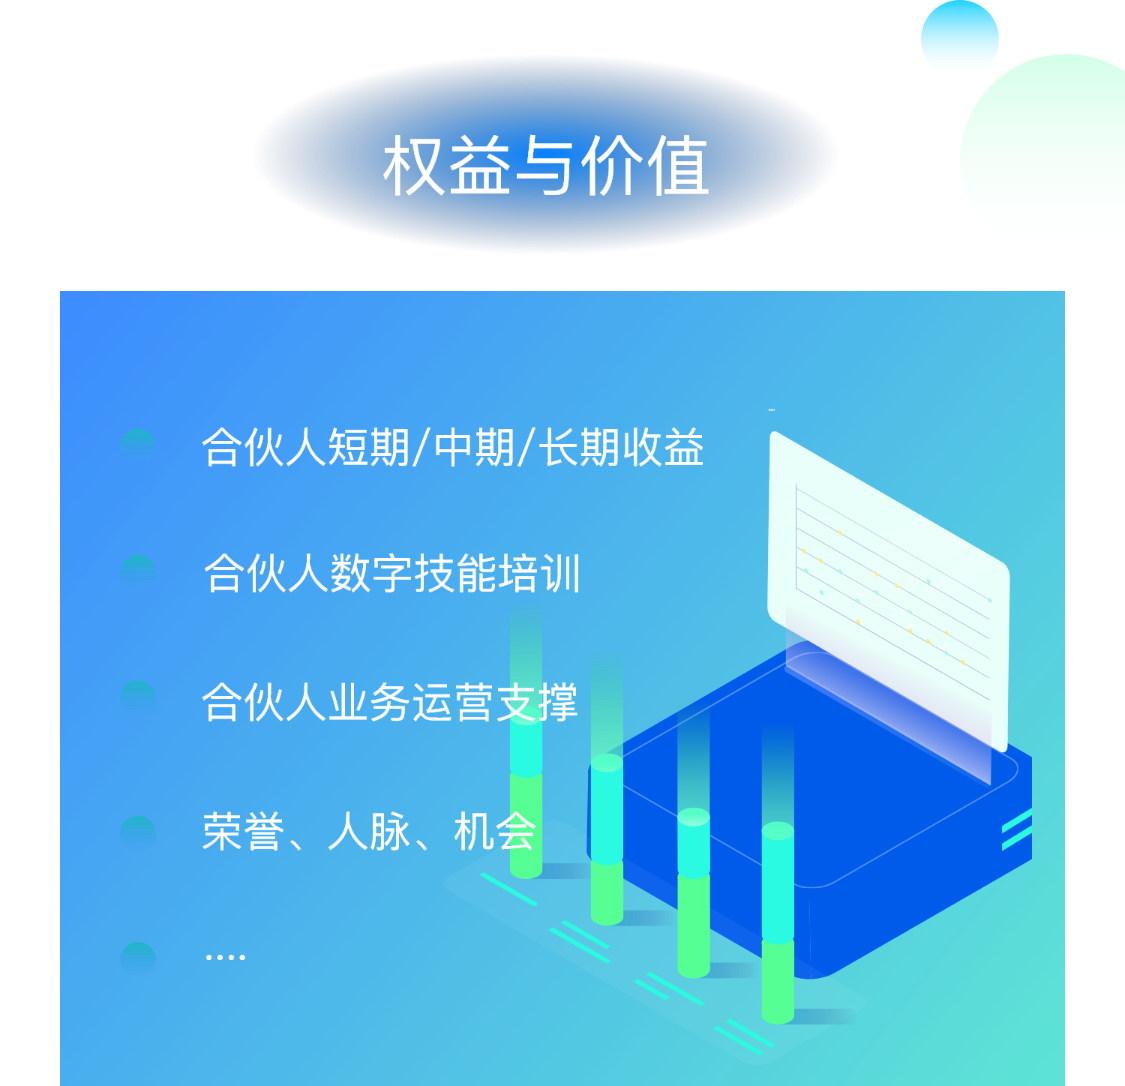 权益与价值
合伙人短期/中期/长期收益
合伙人数字技能培训
合伙人业务运营支撑
荣誉、人脉、机会
....